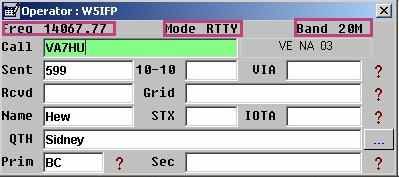 Operator : W5IFP
Freq 14067.77 Mode RTTY Band 20M
Call VA7HU VE NA 03
Sent 599 10-10 VIA ?
Rcvd Grid ?
Name Hew STX IOTA ?
QTH Sidney ...
Prim BC ? Sec ?